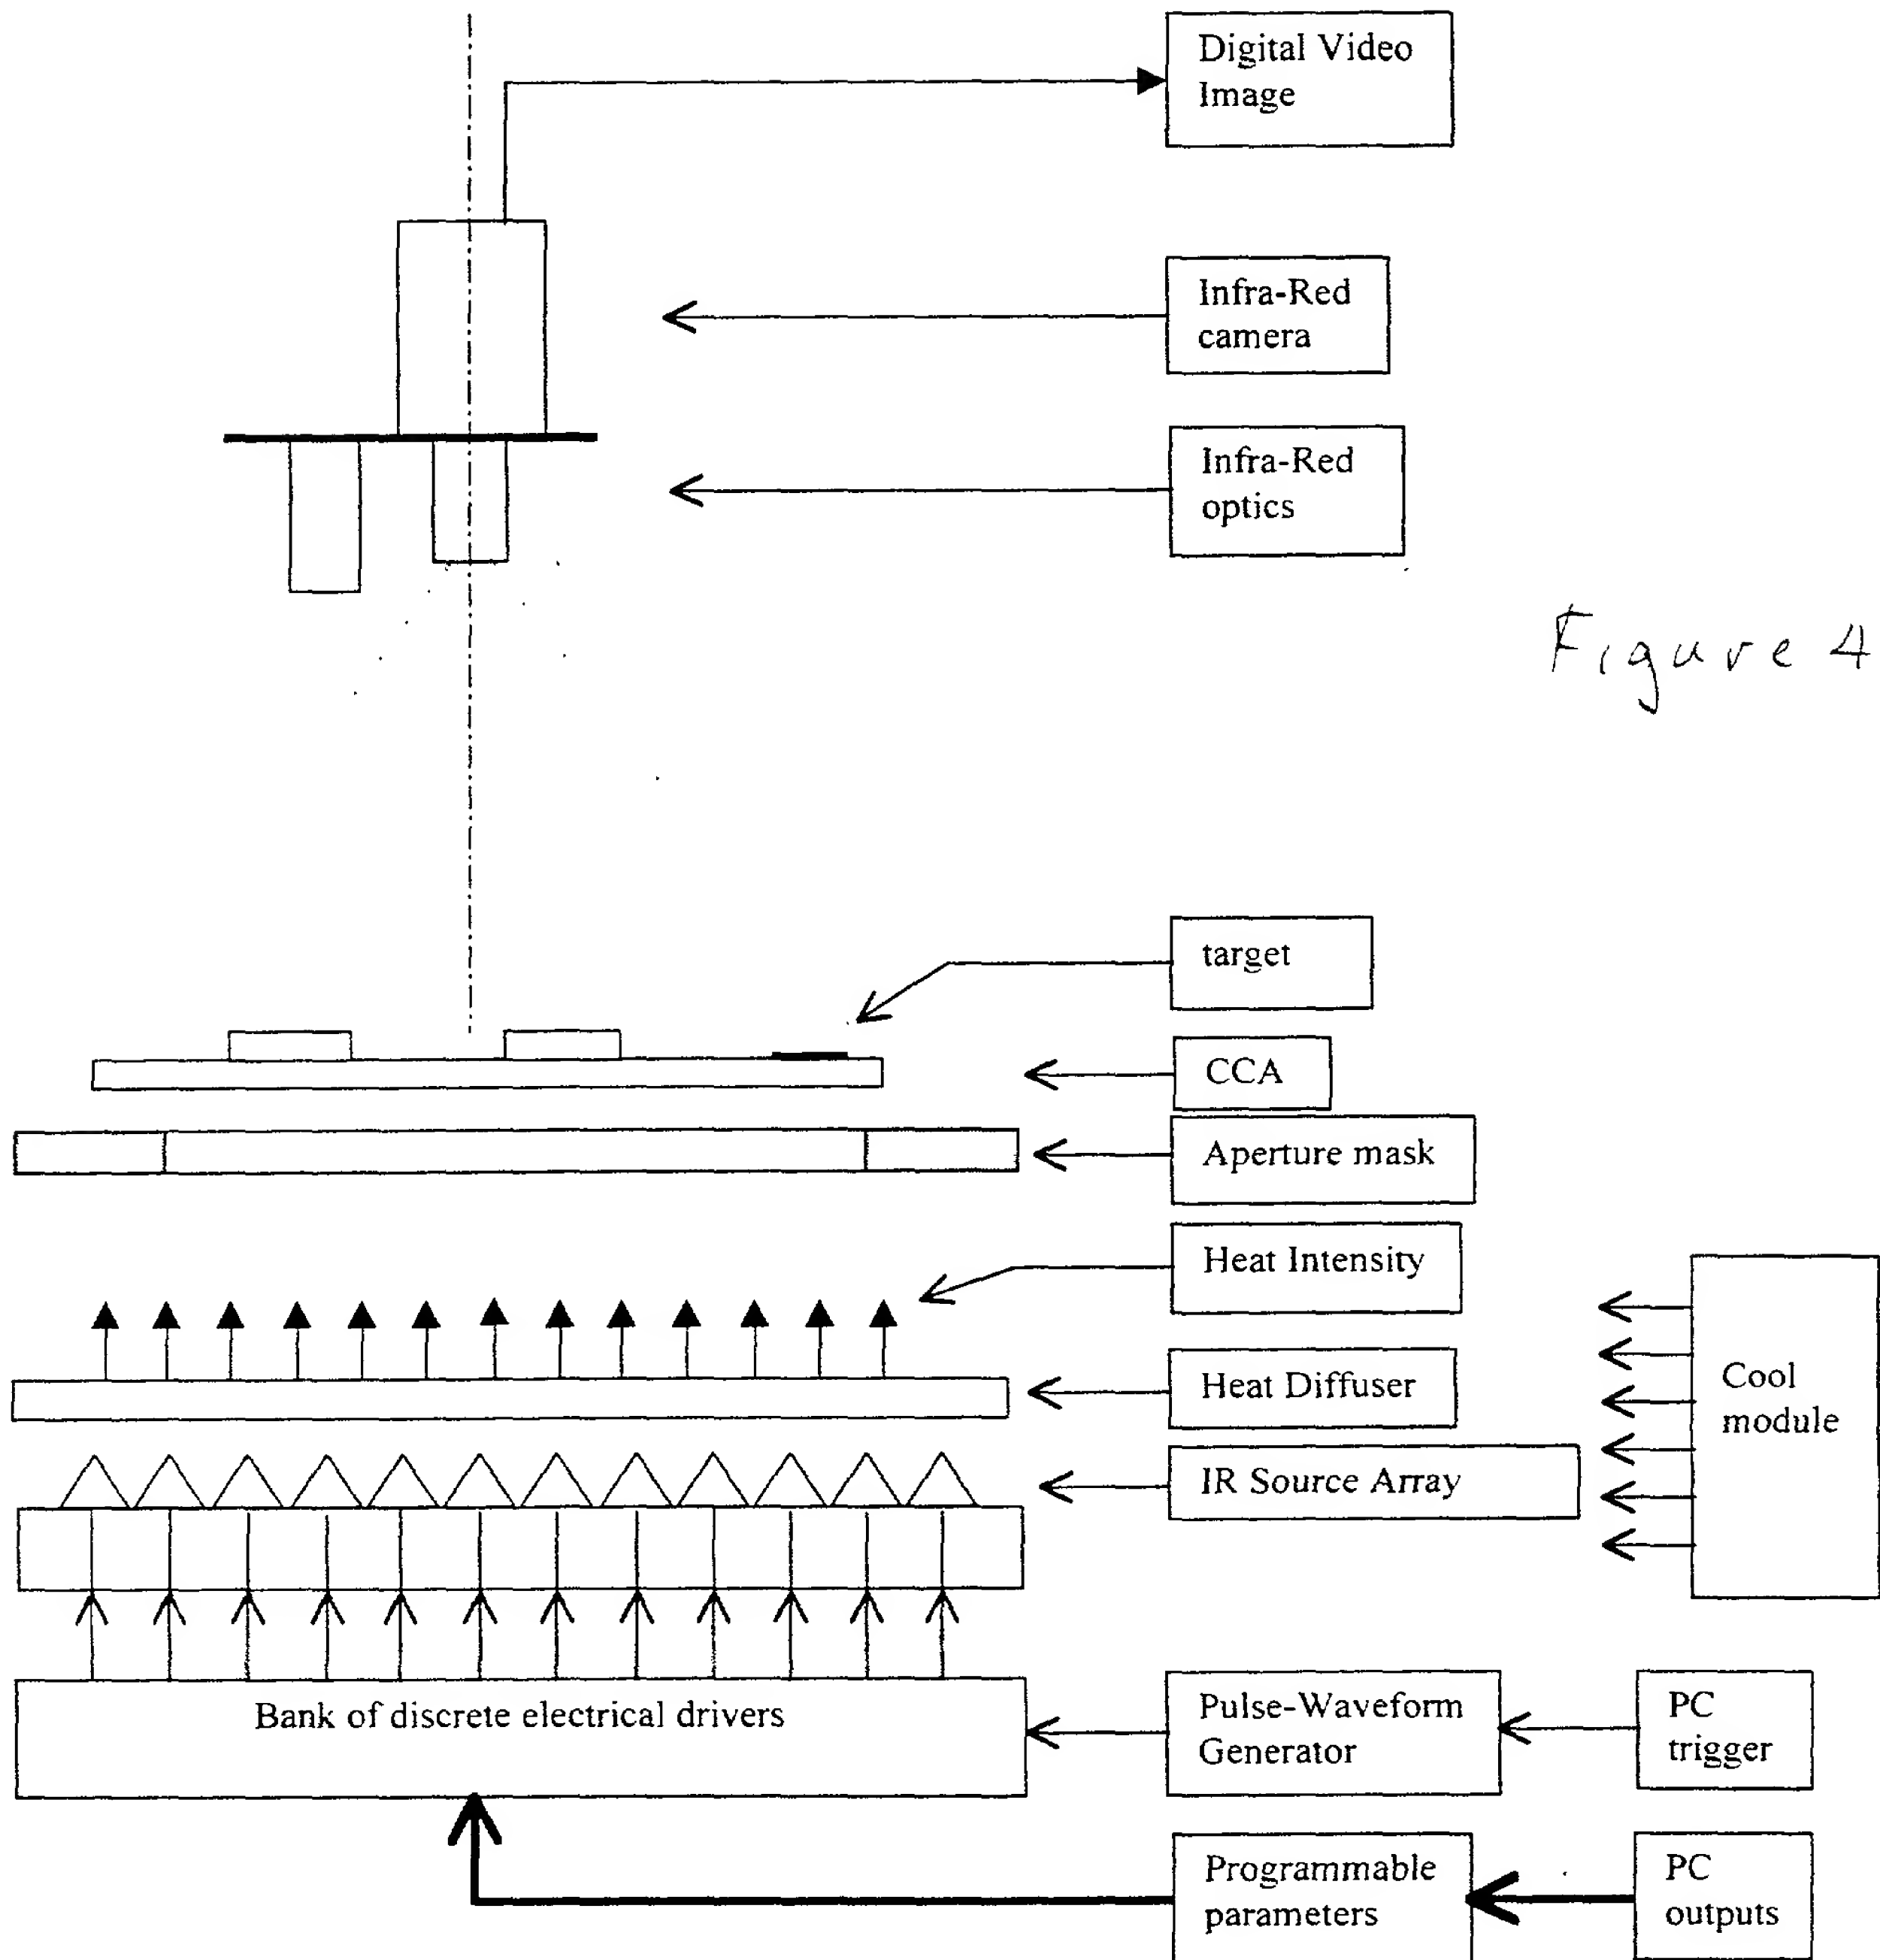 Digital Video
Image
Infra-Red
camera
Infra-Red
optics
Figure 4
target
CCA
Aperture mask
Heat Intensity
Heat Diffuser
Cool
module
IR Source Array
Bank of discrete electrical drivers
Pulse-Waveform
Generator
PC
trigger
Programmable
parameters
PC
outputs